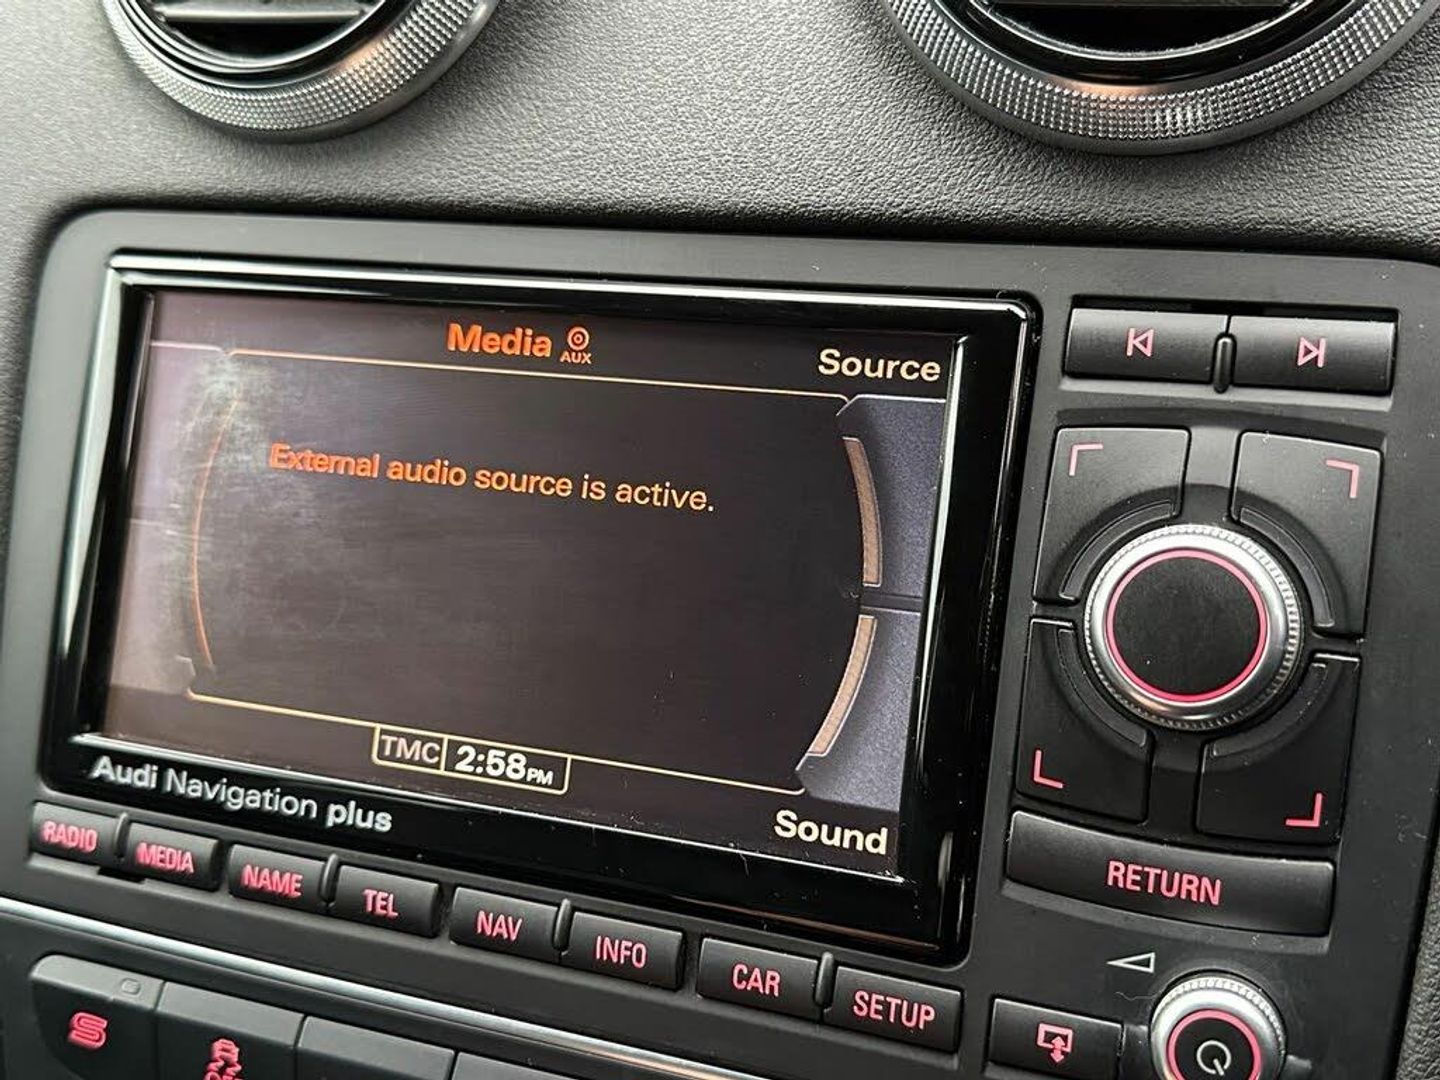 Media AUX
Source
External audio source is active.
TMC 2:58PM
Sound
Audi Navigation plus
RADIO MEDIA NAME TEL NAV INFO CAR SETUP
RETURN